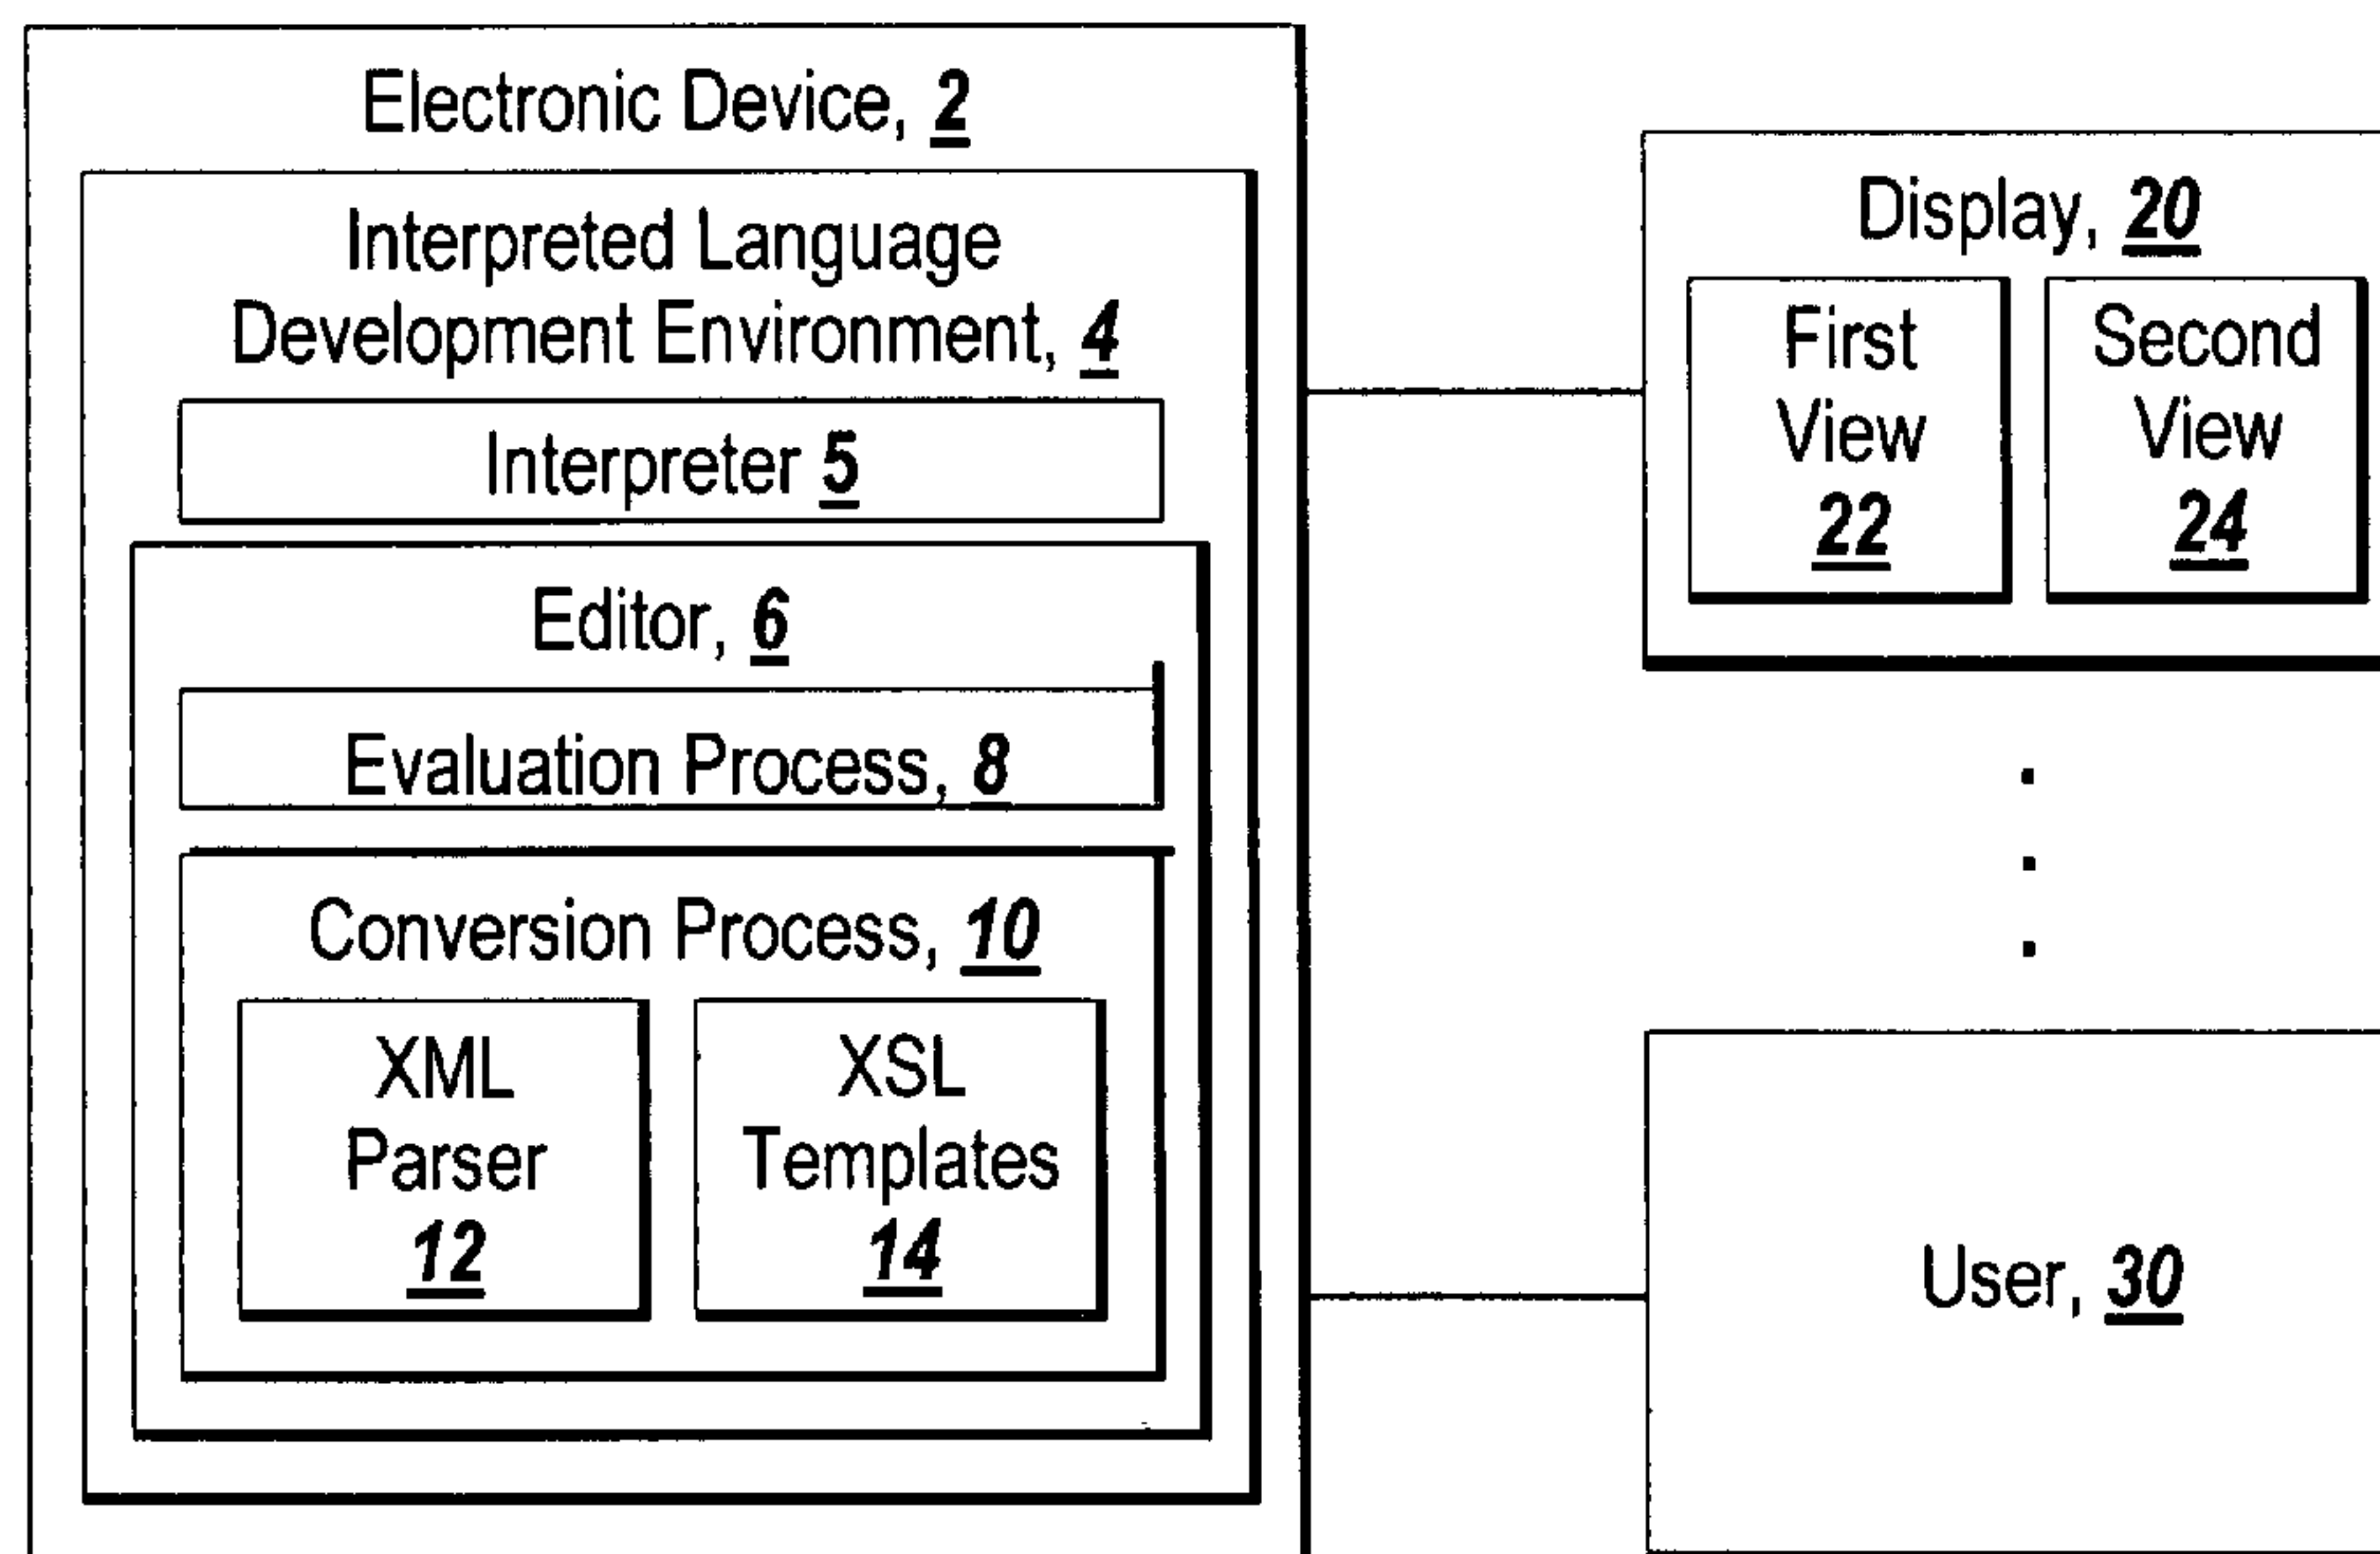 Electronic Device, 2
Interpreted Language
Development Environment, 4
Interpreter 5
Editor, 6
Evaluation Process, 8
Conversion Process, 10
XML
Parser
12
XSL
Templates
14
Display, 20
First
View
22
Second
View
24
User, 30